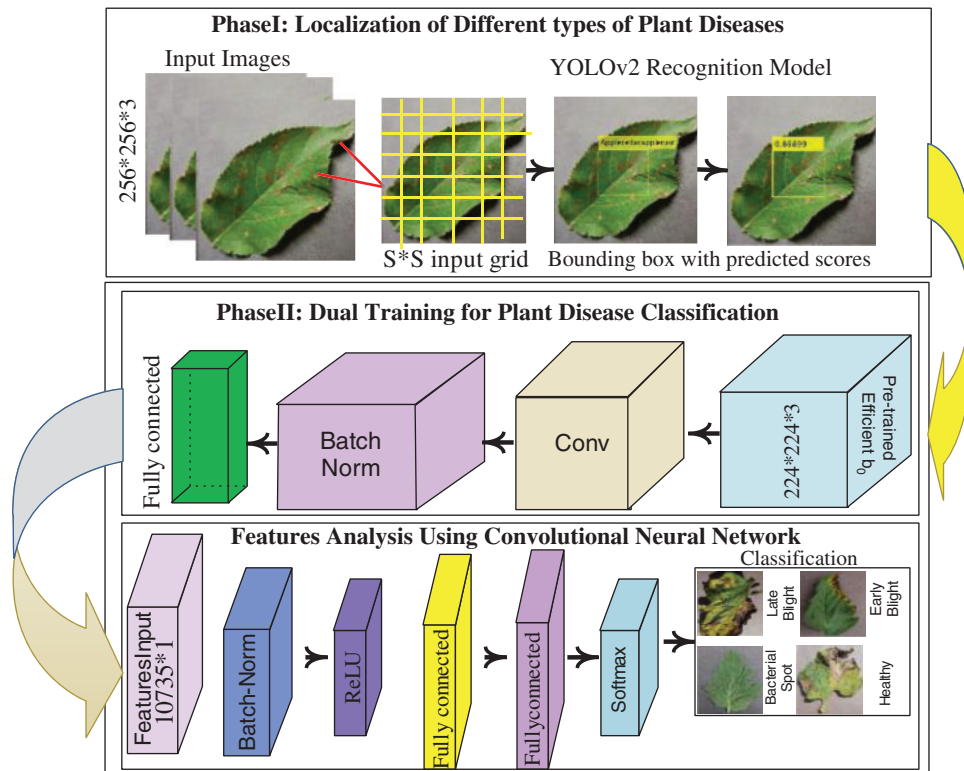 PhaseI: Localization of Different types of Plant Diseases
Input Images
YOLOv2 Recognition Model
256*256*3
0.86899
S*S input grid
Bounding box with predicted scores
PhaseII: Dual Training for Plant Disease Classification
Fully connected
Batch
Norm
Conv
224*224*3
Pre-trained
Efficient b0
Features Analysis Using Convolutional Neural Network
FeaturesInput
10735*1
Batch-Norm
ReLU
Fully connected
Fullyconnected
Softmax
Classification
Late
Blight
Early
Blight
Bacterial
Spot
Healthy